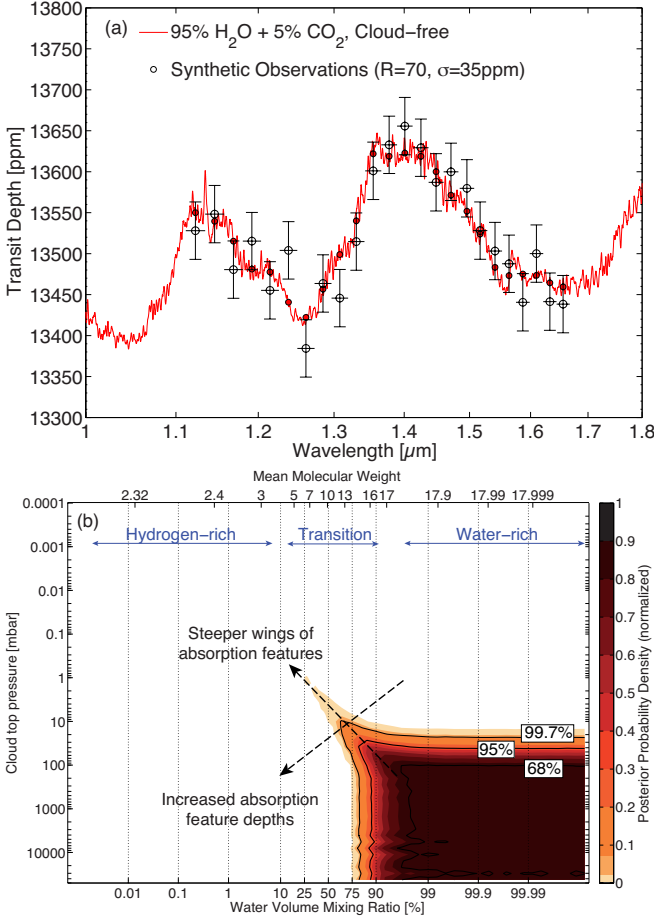 (a)
95% H2O + 5% CO2, Cloud-free
Synthetic Observations (R=70, σ=35ppm)
Transit Depth [ppm]
13800
13750
13700
13650
13600
13550
13500
13450
13400
13350
13300
1 1.1 1.2 1.3 1.4 1.5 1.6 1.7 1.8
Wavelength [µm]
Mean Molecular Weight
2.32 2.4 3 5 7 10 13 16 17 17.9 17.99 17.999
(b)
Hydrogen-rich
Transition
Water-rich
Cloud top pressure [mbar]
0.0001
0.001
0.01
0.1
1
10
100
1000
10000
Steeper wings of
absorption features
Increased absorption
feature depths
99.7%
95%
68%
0.01 0.1 1 10 25 50 75 90 99 99.9 99.99
Water Volume Mixing Ratio [%]
1
0.9
0.8
0.7
0.6
0.5
0.4
0.3
0.2
0.1
0
Posterior Probability Density (normalized)